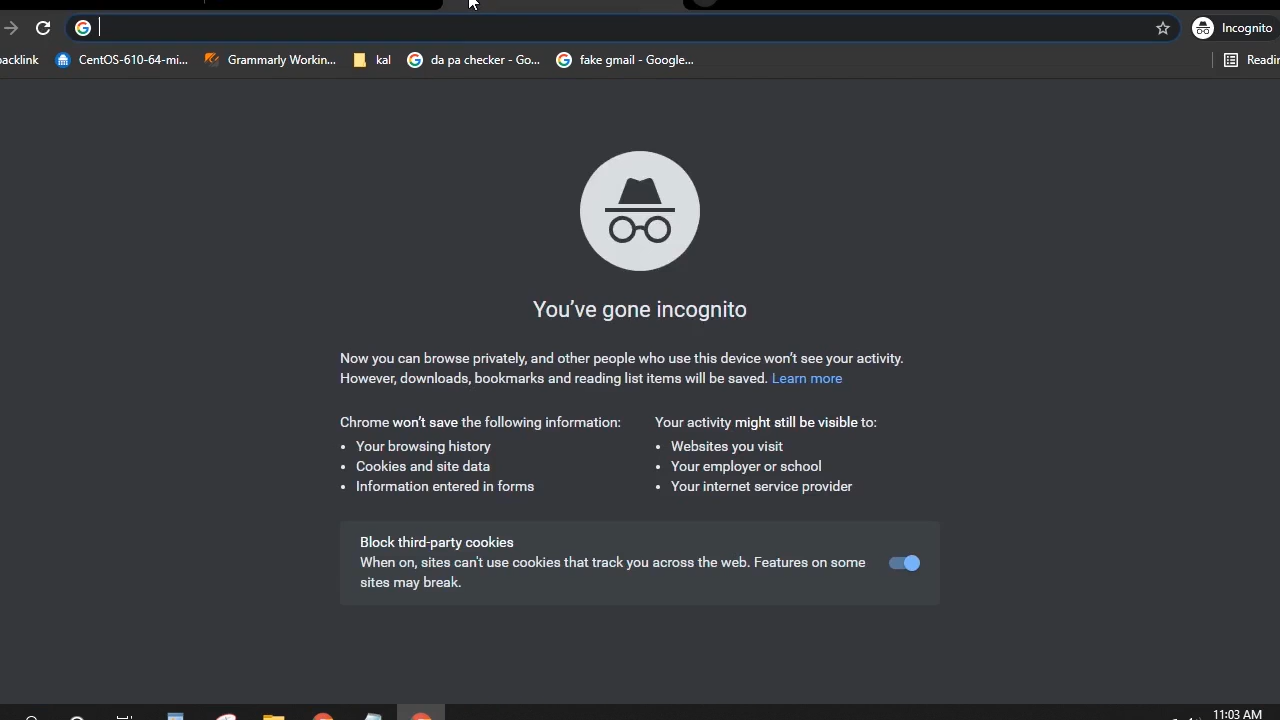 Incognito
backlink CentOS-610-64-mi... Grammarly Workin... kal da pa checker - Go... fake gmail - Google...
You've gone incognito
Now you can browse privately, and other people who use this device won't see your activity.
However, downloads, bookmarks and reading list items will be saved. Learn more
Chrome won't save the following information:
• Your browsing history
• Cookies and site data
• Information entered in forms
Your activity might still be visible to:
• Websites you visit
• Your employer or school
• Your internet service provider
Block third-party cookies
When on, sites can't use cookies that track you across the web. Features on some
sites may break.
11:03 AM